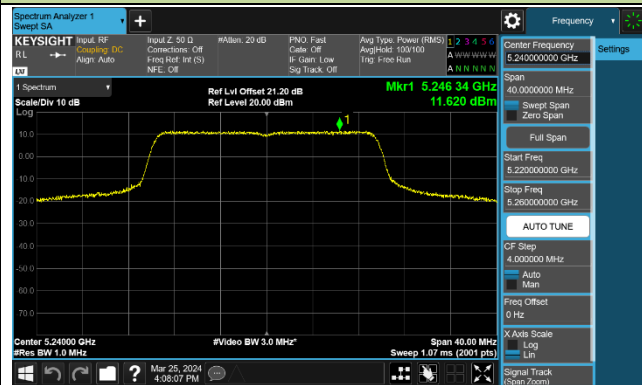 Spectrum Analyzer 1
Swept SA
Frequency
KEYSIGHT
Input: RF
Input Z: 50 Ω
#Atten: 20 dB
PNO: Fast
Avg Type: Power (RMS)
1 2 3 4 5 6
RL
Coupling: DC
Corrections: Off
Gate: Off
Avg|Hold: 100/100
A W W W W W
Align: Auto
Freq Ref: Int (S)
IF Gain: Low
Trig: Free Run
NFE: Off
Sig Track: Off
A N N N N N
LXI
1 Spectrum
Ref Lvl Offset 21.20 dB
Mkr1 5.246 34 GHz
Scale/Div 10 dB
Ref Level 20.00 dBm
11.620 dBm
Log
1
10.0
0.00
10.0
20.0
30.0
40.0
50.0
60.0
70.0
Center 5.24000 GHz
#Video BW 3.0 MHz*
Span 40.00 MHz
#Res BW 1.0 MHz
Sweep 1.07 ms (2001 pts)
Mar 25, 2024
4:08:07 PM
?
Center Frequency
5.240000000 GHz
Settings
Span
40.0000000 MHz
Swept Span
Zero Span
Full Span
Start Freq
5.220000000 GHz
Stop Freq
5.260000000 GHz
AUTO TUNE
CF Step
4.000000 MHz
Auto
Man
Freq Offset
0 Hz
X Axis Scale
Log
Lin
Signal Track
(Span Zoom)